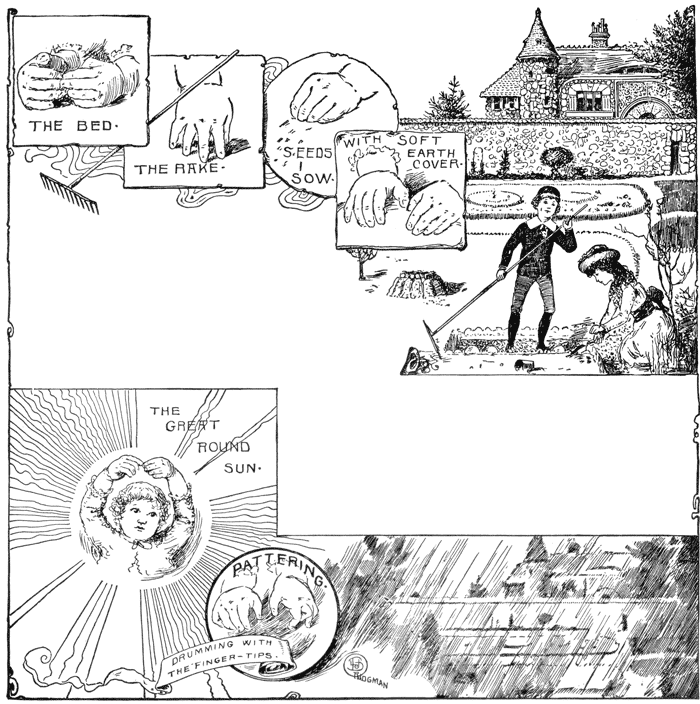 THE BED.
THE RAKE.
SEEDS
I
SOW.
WITH SOFT
EARTH
COVER.
THE
GREAT
ROUND
SUN.
PATTERING.
DRUMMING WITH
THE FINGER-TIPS.